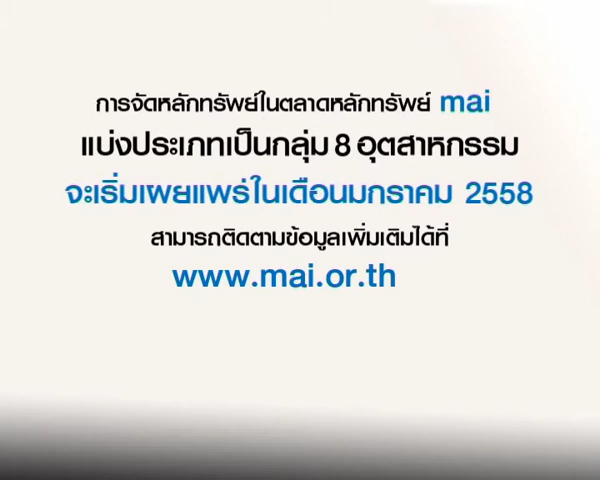 การจัดหลักทรัพย์ในตลาดหลักทรัพย์ mai
แบ่งประเภทเป็นกลุ่ม 8 อุตสาหกรรม
จะเริ่มเผยแพร่ในเดือนมกราคม 2558
สามารถติดตามข้อมูลเพิ่มเติมได้ที่
www.mai.or.th